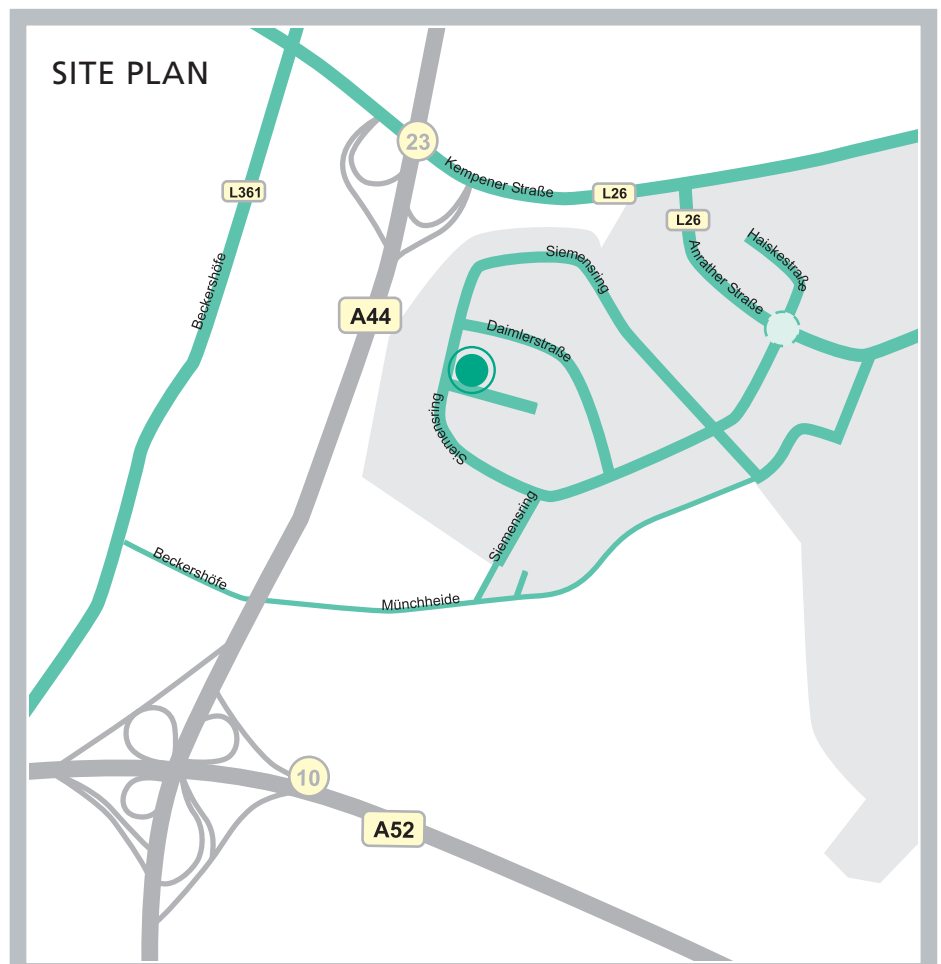 SITE PLAN
23
Kempener Straße
L361
L26
L26
Haiskestraße
Anrather Straße
Siemensring
Beckershöfe
A44
Daimlerstraße
Siemensring
Siemensring
Beckershöfe
Münchheide
10
A52